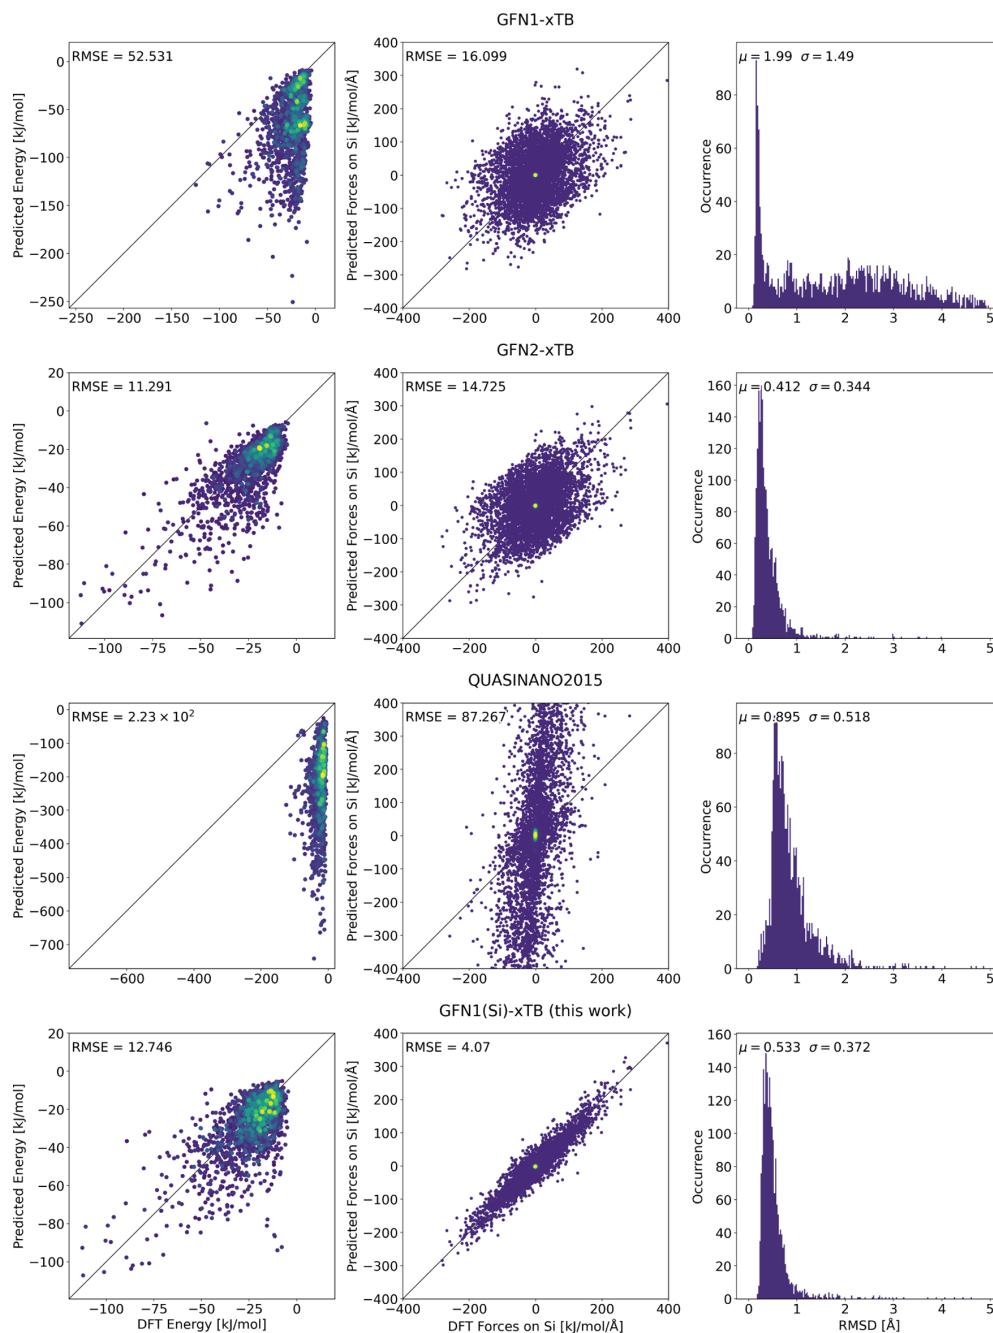 GFN1-xTB
RMSE = 52.531
Predicted Energy [kJ/mol]
0
−50
−100
−150
−200
−250
−250 −200 −150 −100 −50 0
RMSE = 16.099
Predicted Forces on Si [kJ/mol/Å]
400
300
200
100
0
−100
−200
−300
−400
−400 −200 0 200 400
μ = 1.99 σ = 1.49
Occurrence
80
60
40
20
0
0 1 2 3 4 5
GFN2-xTB
RMSE = 11.291
Predicted Energy [kJ/mol]
20
0
−20
−40
−60
−80
−100
−100 −75 −50 −25 0
RMSE = 14.725
Predicted Forces on Si [kJ/mol/Å]
400
300
200
100
0
−100
−200
−300
−400
−400 −200 0 200 400
μ = 0.412 σ = 0.344
Occurrence
160
140
120
100
80
60
40
20
0
0 1 2 3 4 5
QUASINANO2015
RMSE = 2.23 × 10²
Predicted Energy [kJ/mol]
0
−100
−200
−300
−400
−500
−600
−700
−600 −400 −200 0
RMSE = 87.267
Predicted Forces on Si [kJ/mol/Å]
400
300
200
100
0
−100
−200
−300
−400
−400 −200 0 200 400
μ = 0.895 σ = 0.518
Occurrence
80
60
40
20
0
0 1 2 3 4 5
GFN1(Si)-xTB (this work)
RMSE = 12.746
Predicted Energy [kJ/mol]
20
0
−20
−40
−60
−80
−100
−100 −75 −50 −25 0
DFT Energy [kJ/mol]
RMSE = 4.07
Predicted Forces on Si [kJ/mol/Å]
400
300
200
100
0
−100
−200
−300
−400
−400 −200 0 200 400
DFT Forces on Si [kJ/mol/Å]
μ = 0.533 σ = 0.372
Occurrence
160
140
120
100
80
60
40
20
0
0 1 2 3 4 5
RMSD [Å]